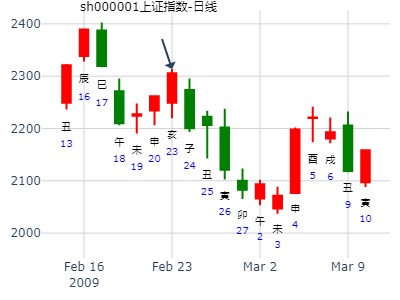 sh000001上证指数-日线
2400
2300
2200
2100
2000
丑
13
辰
16
巳
17
午
18
未
19
申
20
亥
23
子
24
丑
25
寅
26
卯
27
午
2
未
3
申
4
酉
5
戌
6
丑
9
寅
10
Feb 16
2009
Feb 23
Mar 2
Mar 9